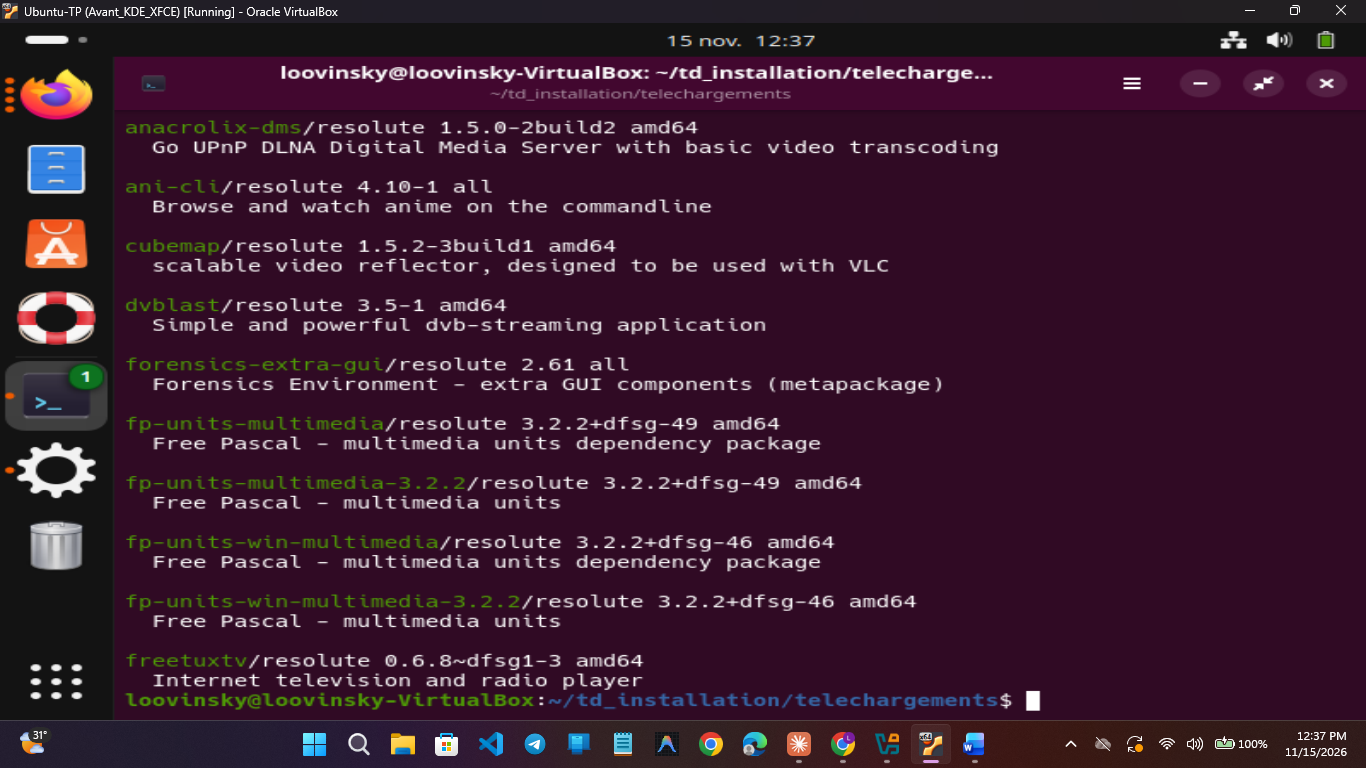 Ubuntu-TP (Avant_KDE_XFCE) [Running] - Oracle VirtualBox
15 nov. 12:37
loovinsky@loovinsky-VirtualBox: ~/td_installation/telecharge...
~/td_installation/telechargements
anacrolix-dms/resolute 1.5.0-2build2 amd64
  Go UPnP DLNA Digital Media Server with basic video transcoding
ani-cli/resolute 4.10-1 all
  Browse and watch anime on the commandline
cubemap/resolute 1.5.2-3build1 amd64
  scalable video reflector, designed to be used with VLC
dvblast/resolute 3.5-1 amd64
  Simple and powerful dvb-streaming application
forensics-extra-gui/resolute 2.61 all
  Forensics Environment - extra GUI components (metapackage)
fp-units-multimedia/resolute 3.2.2+dfsg-49 amd64
  Free Pascal - multimedia units dependency package
fp-units-multimedia-3.2.2/resolute 3.2.2+dfsg-49 amd64
  Free Pascal - multimedia units
fp-units-win-multimedia/resolute 3.2.2+dfsg-46 amd64
  Free Pascal - multimedia units dependency package
fp-units-win-multimedia-3.2.2/resolute 3.2.2+dfsg-46 amd64
  Free Pascal - multimedia units
freetuxtv/resolute 0.6.8~dfsg1-3 amd64
  Internet television and radio player
loovinsky@loovinsky-VirtualBox:~/td_installation/telechargements$
1
31°
100%
12:37 PM
11/15/2026